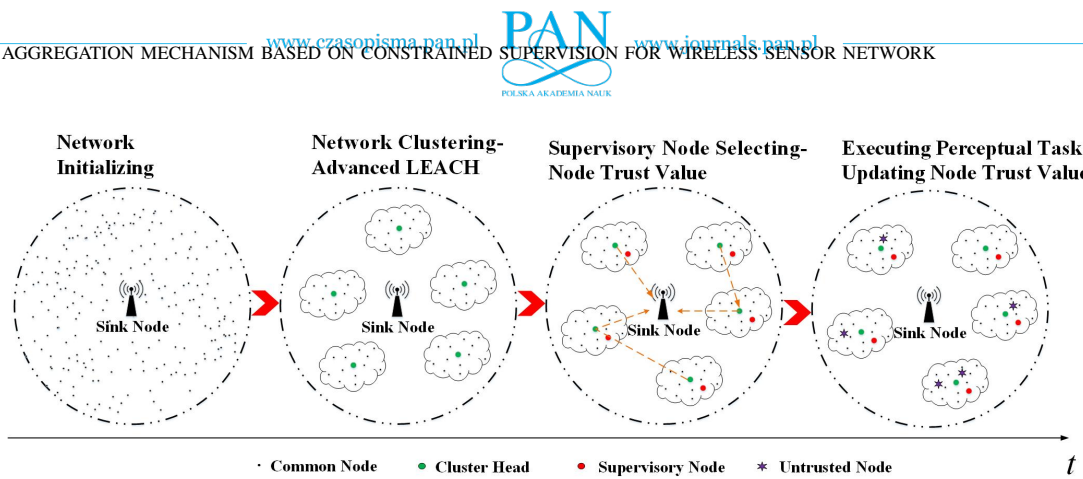 PAN
www.czasopisma.pan.pl www.journals.pan.pl
AGGREGATION MECHANISM BASED ON CONSTRAINED SUPERVISION FOR WIRELESS SENSOR NETWORK
POLSKA AKADEMIA NAUK
Network
Initializing
Network Clustering-
Advanced LEACH
Supervisory Node Selecting-
Node Trust Value
Executing Perceptual Task
Updating Node Trust Value
Sink Node
Sink Node
Sink Node
Sink Node
Common Node Cluster Head Supervisory Node Untrusted Node
t